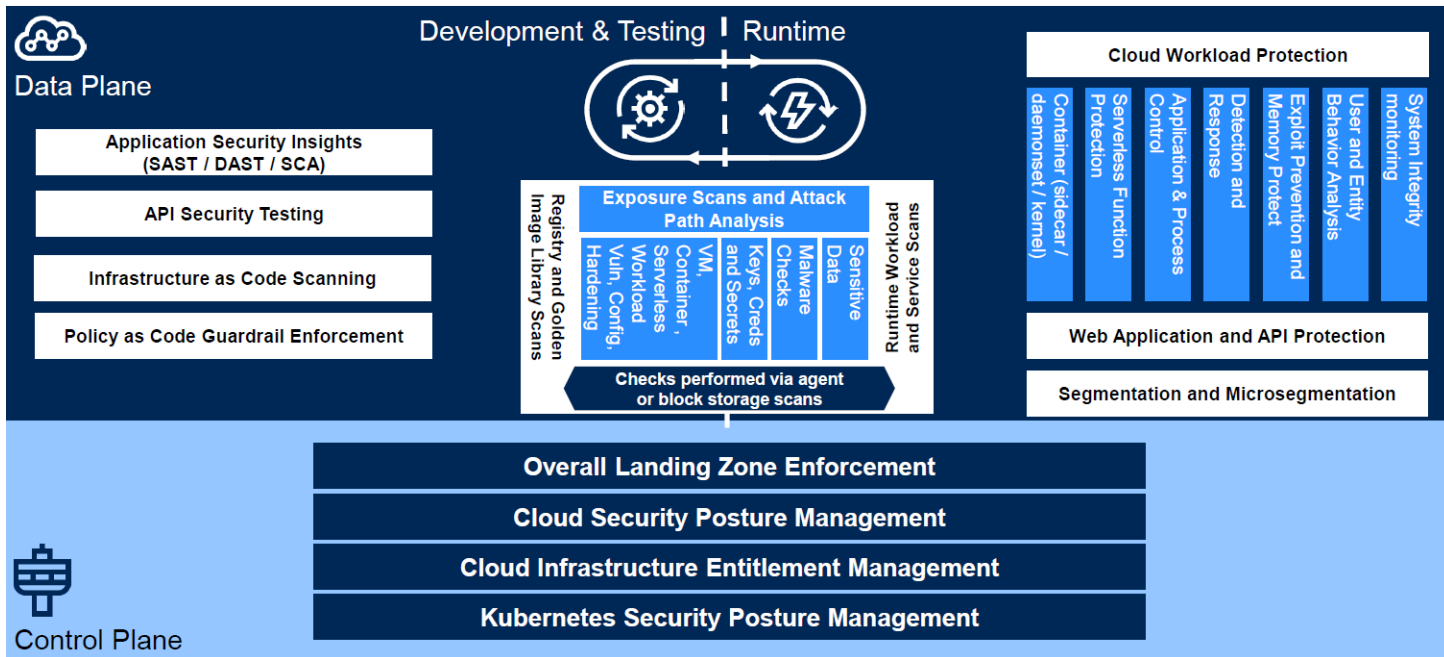 Development & Testing
Runtime
Data Plane
Application Security Insights
(SAST / DAST / SCA)
API Security Testing
Infrastructure as Code Scanning
Policy as Code Guardrail Enforcement
Registry and Golden
Image Library Scans
Exposure Scans and Attack
Path Analysis
VM,
Container ,
Serverless
Workload
Vuln, Config,
Hardening
Keys, Creds
and Secrets
Malware
Checks
Sensitive
Data
Runtime Workload
and Service Scans
Checks performed via agent
or block storage scans
Cloud Workload Protection
Container (sidecar /
daemonset / kernel)
Serverless Function
Protection
Application & Process
Control
Detection and
Response
Exploit Prevention and
Memory Protect
User and Entity
Behavior Analysis
System Integrity
monitoring
Web Application and API Protection
Segmentation and Microsegmentation
Overall Landing Zone Enforcement
Cloud Security Posture Management
Cloud Infrastructure Entitlement Management
Kubernetes Security Posture Management
Control Plane